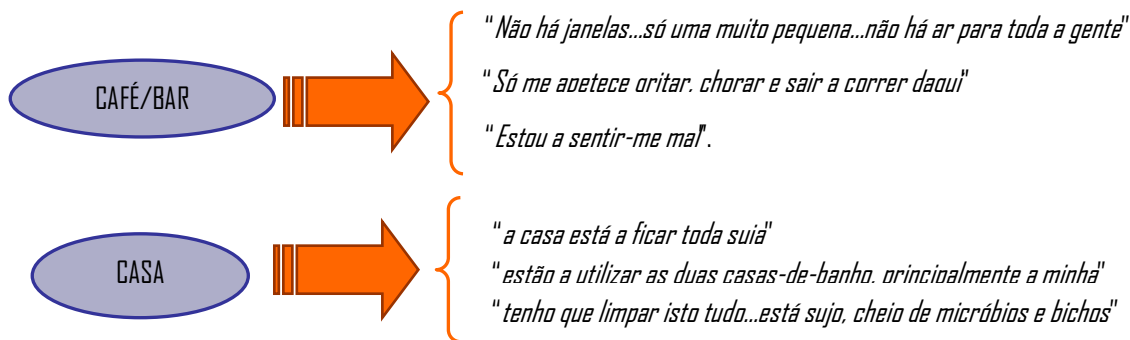 "Não há janelas...só uma muito pequena...não há ar para toda a gente"
CAFÉ/BAR
"Só me apetece gritar, chorar e sair a correr daqui"
"Estou a sentir-me mal".
"a casa está a ficar toda suja"
CASA
"estão a utilizar as duas casas-de-banho, principalmente a minha"
"tenho que limpar isto tudo...está sujo, cheio de micróbios e bichos"